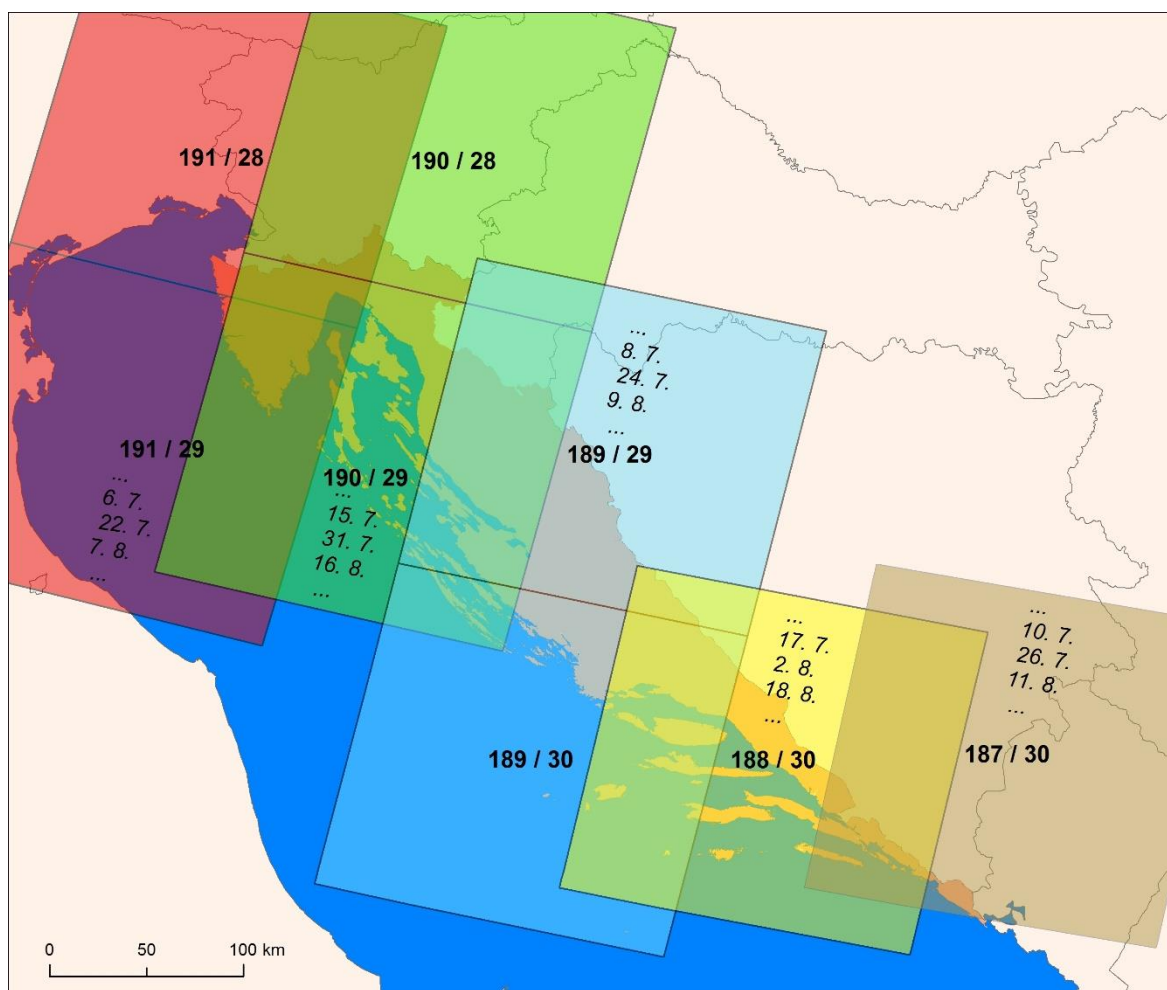 191 / 28
190 / 28
...
8. 7.
24. 7.
9. 8.
...
189 / 29
191 / 29
...
6. 7.
22. 7.
7. 8.
...
190 / 29
...
15. 7.
31. 7.
16. 8.
...
...
17. 7.
2. 8.
18. 8.
...
188 / 30
...
10. 7.
26. 7.
11. 8.
...
187 / 30
189 / 30
0 50 100 km